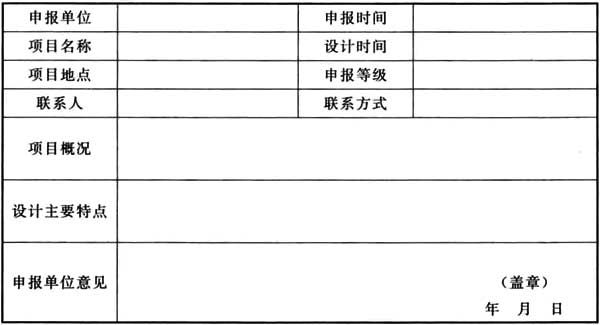 申报单位 申报时间
项目名称 设计时间
项目地点 申报等级
联系人 联系方式
项目概况
设计主要特点
申报单位意见
（盖章）
年 月 日